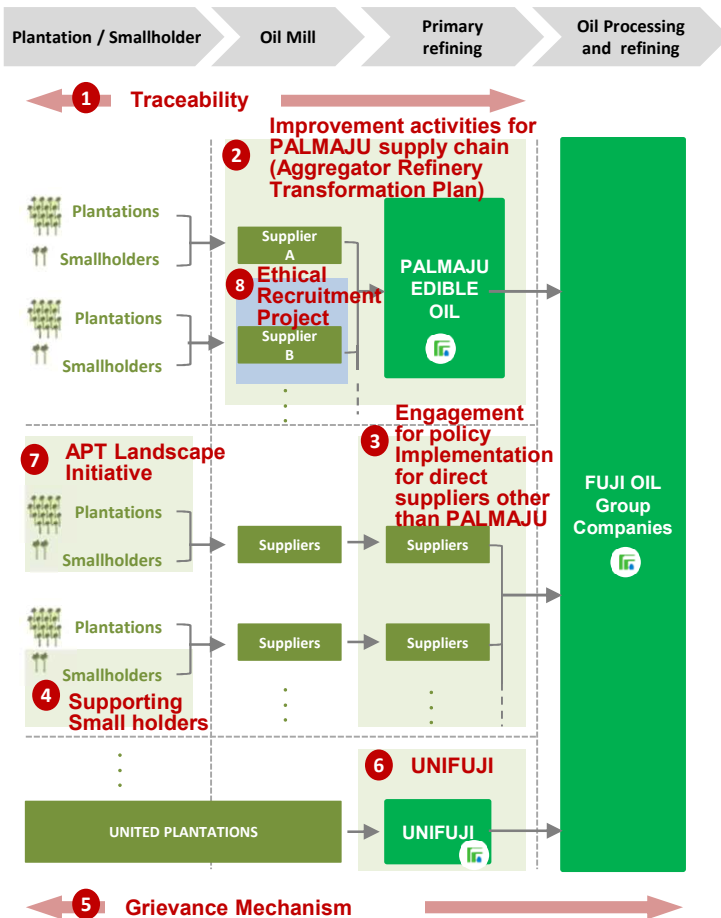 Plantation / Smallholder
Oil Mill
Primary
refining
Oil Processing
and refining
1 Traceability
2 Improvement activities for
PALMAJU supply chain
(Aggregator Refinery
Transformation Plan)
Plantations
Smallholders
Supplier
A
8 Ethical
Recruitment
Project
Plantations
Smallholders
Supplier
B
PALMAJU
EDIBLE
OIL
FUJI OIL
Group
Companies
7 APT Landscape
Initiative
3 Engagement
for policy
Implementation
for direct
suppliers other
than PALMAJU
Plantations
Smallholders
Suppliers
Suppliers
Plantations
Smallholders
Suppliers
Suppliers
4 Supporting
Small holders
6 UNIFUJI
UNITED PLANTATIONS
UNIFUJI
5 Grievance Mechanism